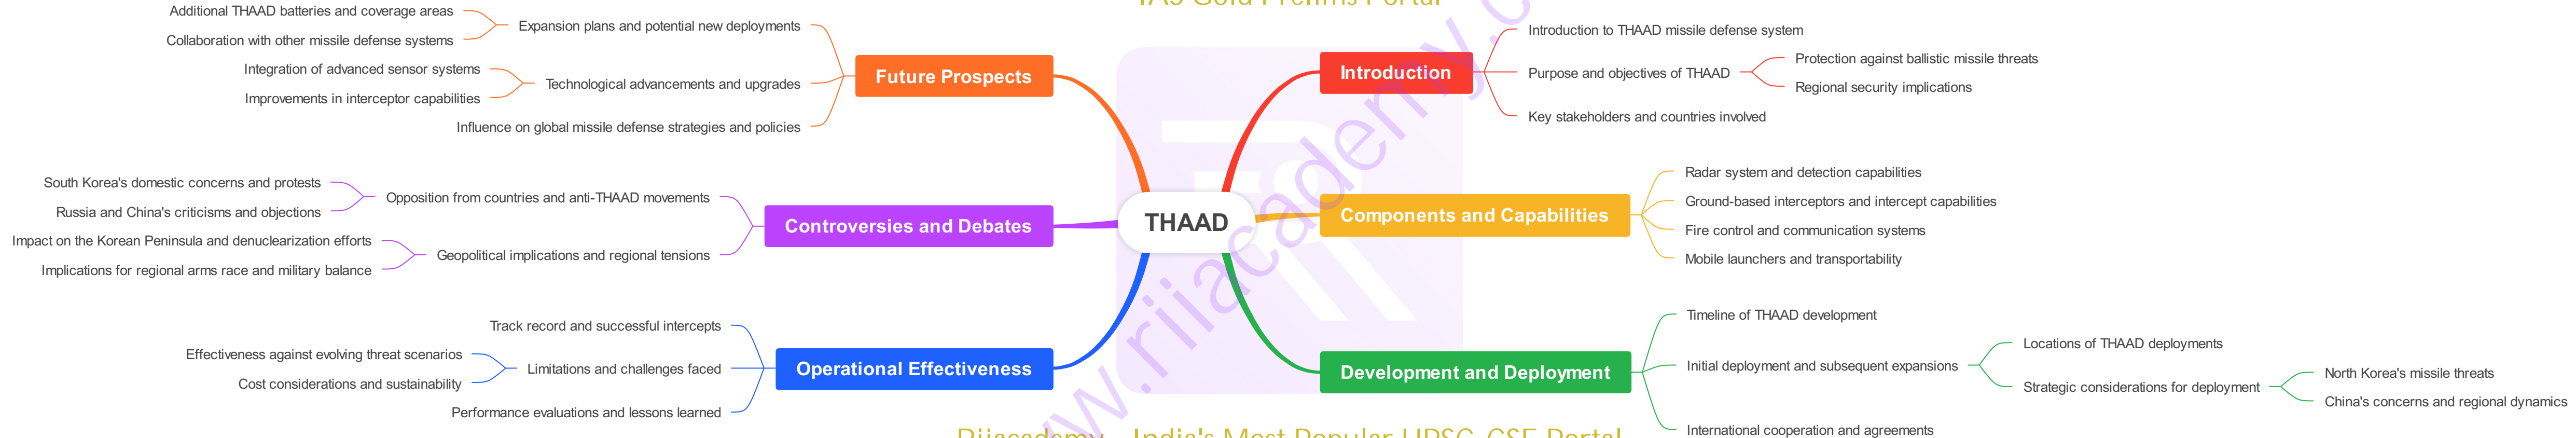 IAS Gold Prelims Portal
THAAD
Introduction
Introduction to THAAD missile defense system
Purpose and objectives of THAAD
Protection against ballistic missile threats
Regional security implications
Key stakeholders and countries involved
Components and Capabilities
Radar system and detection capabilities
Ground-based interceptors and intercept capabilities
Fire control and communication systems
Mobile launchers and transportability
Development and Deployment
Timeline of THAAD development
Initial deployment and subsequent expansions
Locations of THAAD deployments
Strategic considerations for deployment
North Korea's missile threats
China's concerns and regional dynamics
International cooperation and agreements
Future Prospects
Expansion plans and potential new deployments
Additional THAAD batteries and coverage areas
Collaboration with other missile defense systems
Technological advancements and upgrades
Integration of advanced sensor systems
Improvements in interceptor capabilities
Influence on global missile defense strategies and policies
Controversies and Debates
Opposition from countries and anti-THAAD movements
South Korea's domestic concerns and protests
Russia and China's criticisms and objections
Geopolitical implications and regional tensions
Impact on the Korean Peninsula and denuclearization efforts
Implications for regional arms race and military balance
Operational Effectiveness
Track record and successful intercepts
Limitations and challenges faced
Effectiveness against evolving threat scenarios
Cost considerations and sustainability
Performance evaluations and lessons learned
India's Most Popular UPSC-CSE Portal